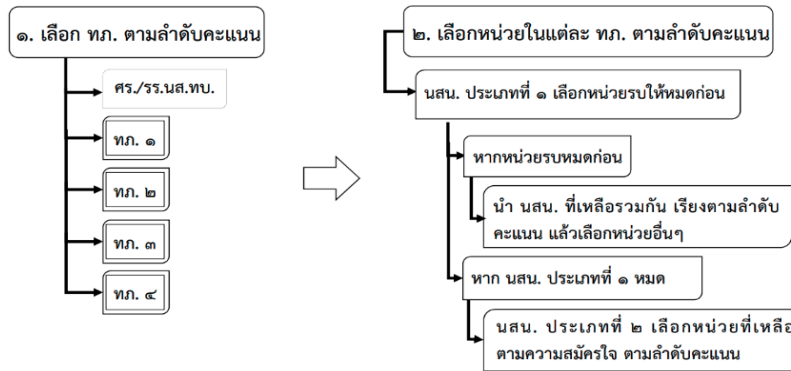 ๑. เลือก ทภ. ตามลำดับคะแนน
ศร./รร.นส.ทบ.
ทภ. ๑
ทภ. ๒
ทภ. ๓
ทภ. ๔
๒. เลือกหน่วยในแต่ละ ทภ. ตามลำดับคะแนน
นสน. ประเภทที่ ๑ เลือกหน่วยรบให้หมดก่อน
หากหน่วยรบหมดก่อน
นำ นสน. ที่เหลือรวมกัน เรียงตามลำดับ
คะแนน แล้วเลือกหน่วยอื่นๆ
หาก นสน. ประเภทที่ ๑ หมด
นสน. ประเภทที่ ๒ เลือกหน่วยที่เหลือ
ตามความสมัครใจ ตามลำดับคะแนน